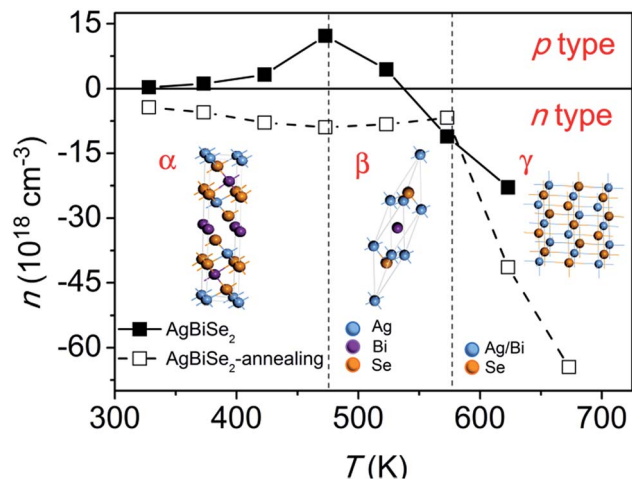 15
0
-15
-30
-45
-60
n (10^18 cm^-3)
p type
n type
α
β
γ
AgBiSe₂
AgBiSe₂-annealing
Ag
Bi
Se
Ag/Bi
Se
300 400 500 600 700
T (K)